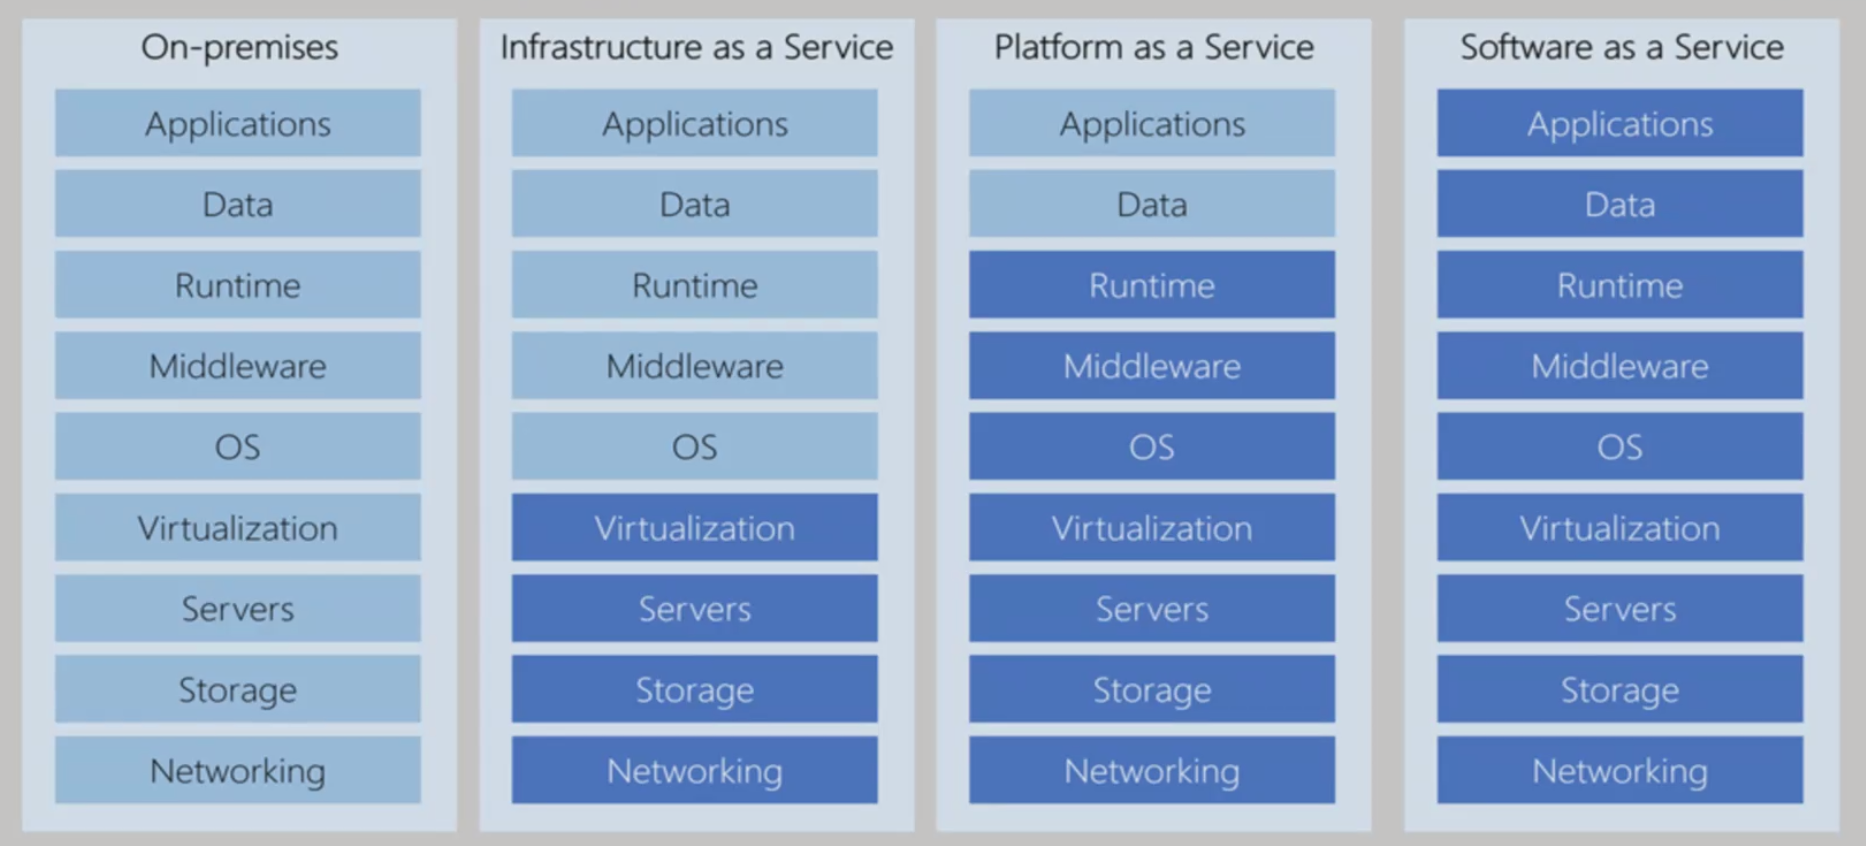 On-premises
Applications
Data
Runtime
Middleware
OS
Virtualization
Servers
Storage
Networking
Infrastructure as a Service
Applications
Data
Runtime
Middleware
OS
Virtualization
Servers
Storage
Networking
Platform as a Service
Applications
Data
Runtime
Middleware
OS
Virtualization
Servers
Storage
Networking
Software as a Service
Applications
Data
Runtime
Middleware
OS
Virtualization
Servers
Storage
Networking